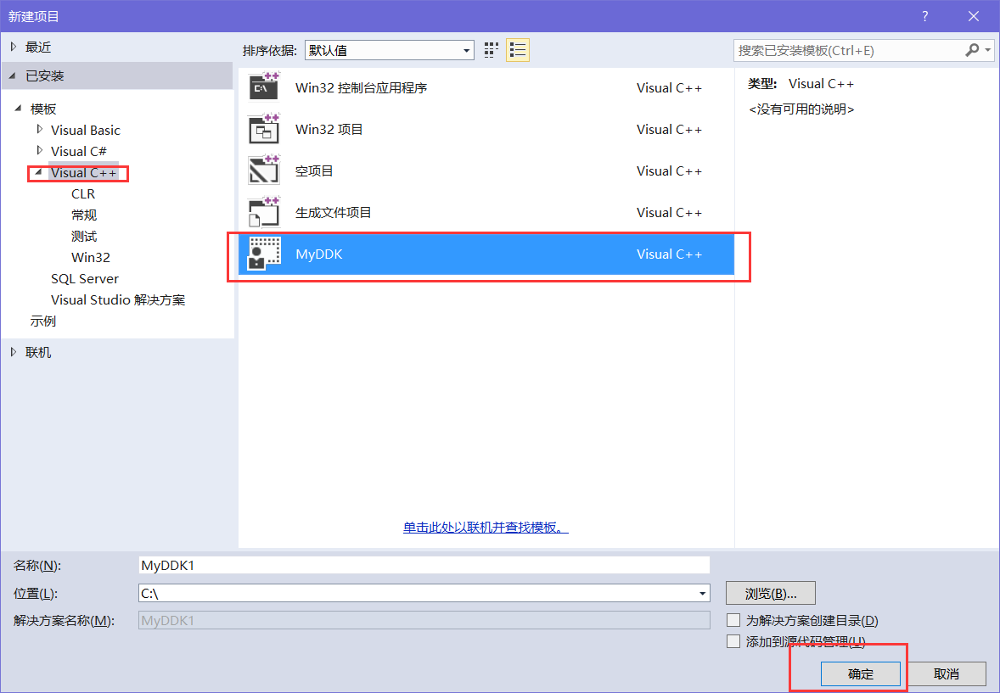 新建项目
?
最近
已安装
模板
Visual Basic
Visual C#
Visual C++
CLR
常规
测试
Win32
SQL Server
Visual Studio 解决方案
示例
联机
排序依据: 默认值
搜索已安装模板(Ctrl+E)
Win32 控制台应用程序 Visual C++
Win32 项目 Visual C++
空项目 Visual C++
生成文件项目 Visual C++
MyDDK Visual C++
单击此处以联机并查找模板。
类型: Visual C++
<没有可用的说明>
名称(N): MyDDK1
位置(L): C:\
浏览(B)...
解决方案名称(M): MyDDK1
为解决方案创建目录(D)
添加到源代码管理(U)
确定
取消